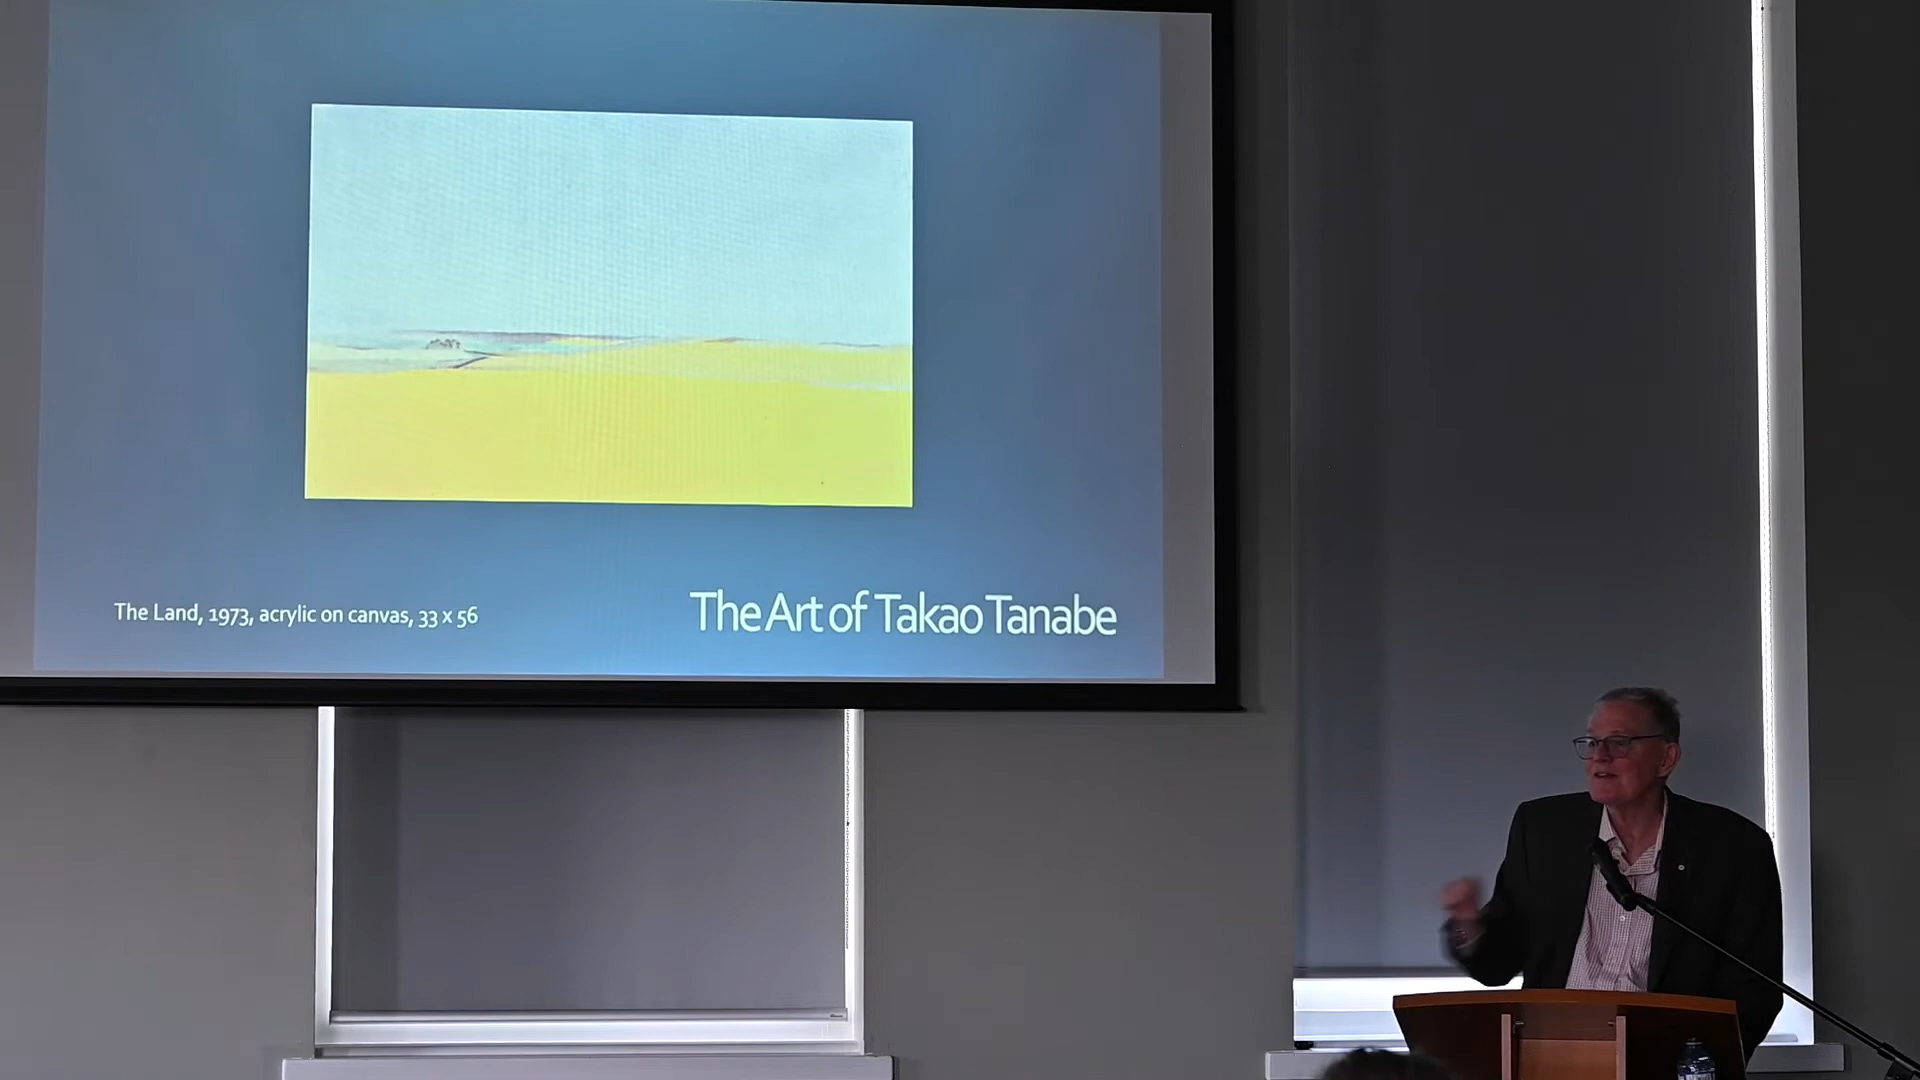 The Land, 1973, acrylic on canvas, 33 x 56
The Art of Takao Tanabe